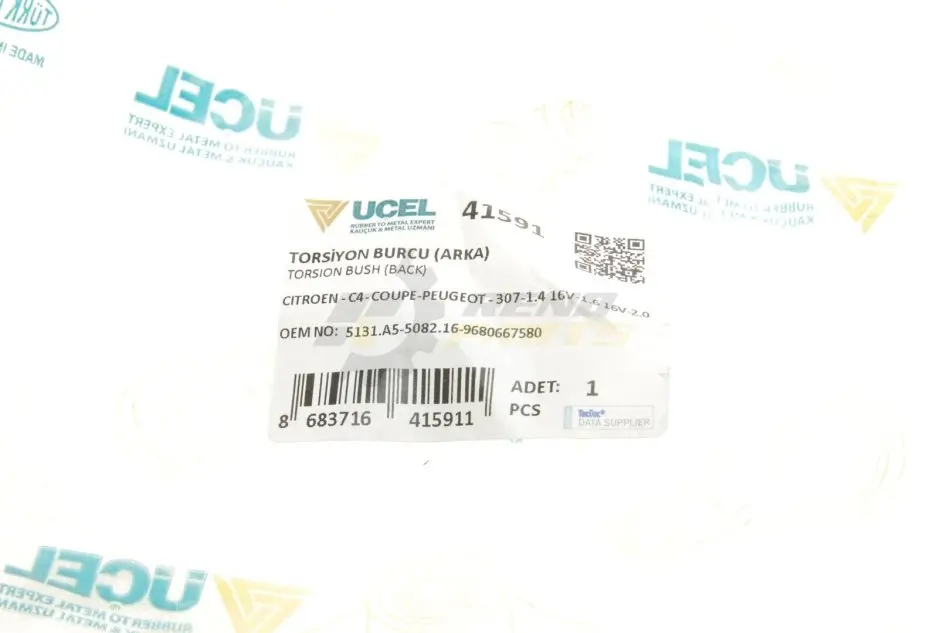 TÜRK
MADE IN
ÜCEL
RUBBER TO METAL EXPERT
KAUÇUK & METAL UZMANI
ÜCEL
RUBBER TO METAL EXPERT
KAUÇUK & METAL UZMANI
UCEL
RUBBER TO METAL EXPERT
KAUÇUK & METAL UZMANI
41591
TORSİYON BURCU (ARKA)
TORSION BUSH (BACK)
CITROEN - C4-COUPE-PEUGEOT - 307-1.4 16V-1.6 16V-2.0
OEM NO: 5131.A5-5082.16-9680667580
8 683716 415911
ADET: 1
PCS
TecDoc®
DATA SUPPLIER
ÜCEL
RUBBER TO METAL EXPERT
KAUÇUK & METAL UZMANI